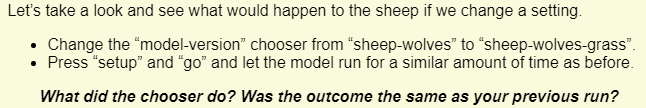 Let's take a look and see what would happen to the sheep if we change a setting.
• Change the “model-version” chooser from “sheep-wolves” to “sheep-wolves-grass”.
• Press “setup” and “go” and let the model run for a similar amount of time as before.
What did the chooser do? Was the outcome the same as your previous run?